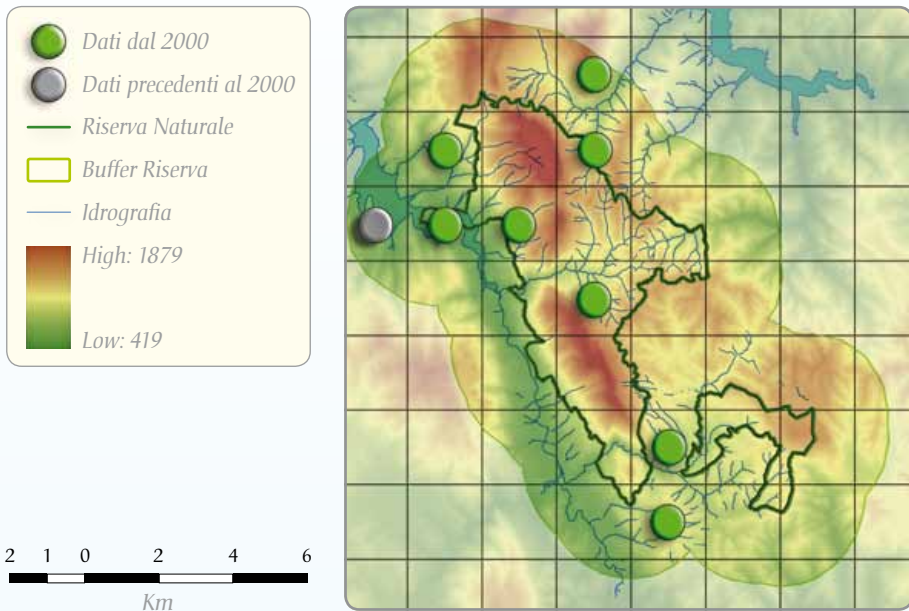 Dati dal 2000
Dati precedenti al 2000
Riserva Naturale
Buffer Riserva
Idrografia
High: 1879
Low: 419
2 1 0 2 4 6
Km